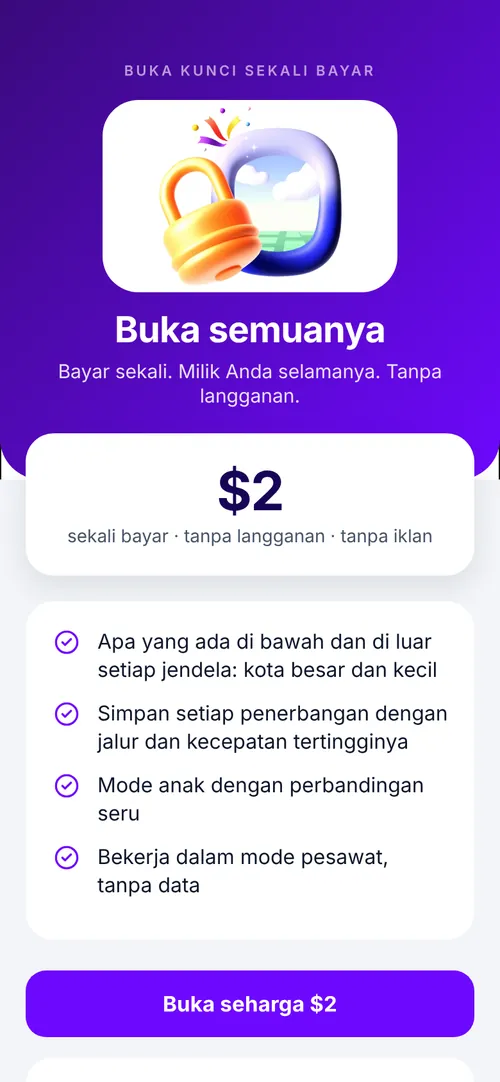 BUKA KUNCI SEKALI BAYAR
Buka semuanya
Bayar sekali. Milik Anda selamanya. Tanpa
langganan.
$2
sekali bayar · tanpa langganan · tanpa iklan
Apa yang ada di bawah dan di luar
setiap jendela: kota besar dan kecil
Simpan setiap penerbangan dengan
jalur dan kecepatan tertingginya
Mode anak dengan perbandingan
seru
Bekerja dalam mode pesawat,
tanpa data
Buka seharga $2